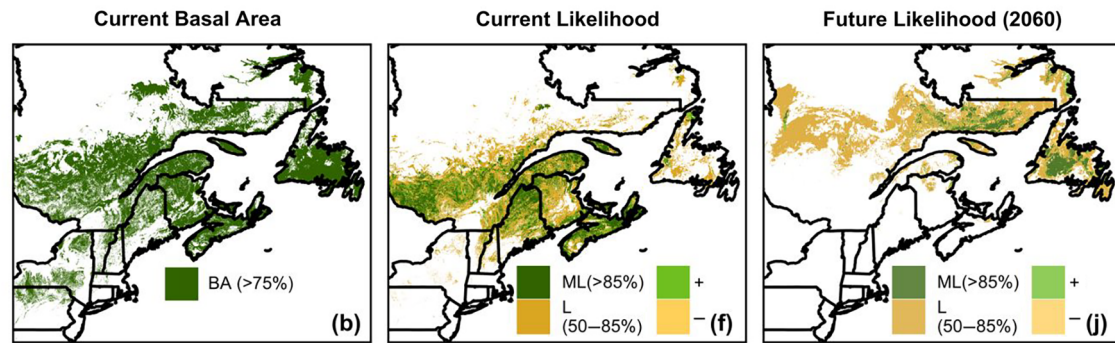 Current Basal Area
Current Likelihood
Future Likelihood (2060)
BA (>75%)
(b)
ML(>85%)
+
L
(50–85%)
–
(f)
ML(>85%)
+
L
(50–85%)
–
(j)